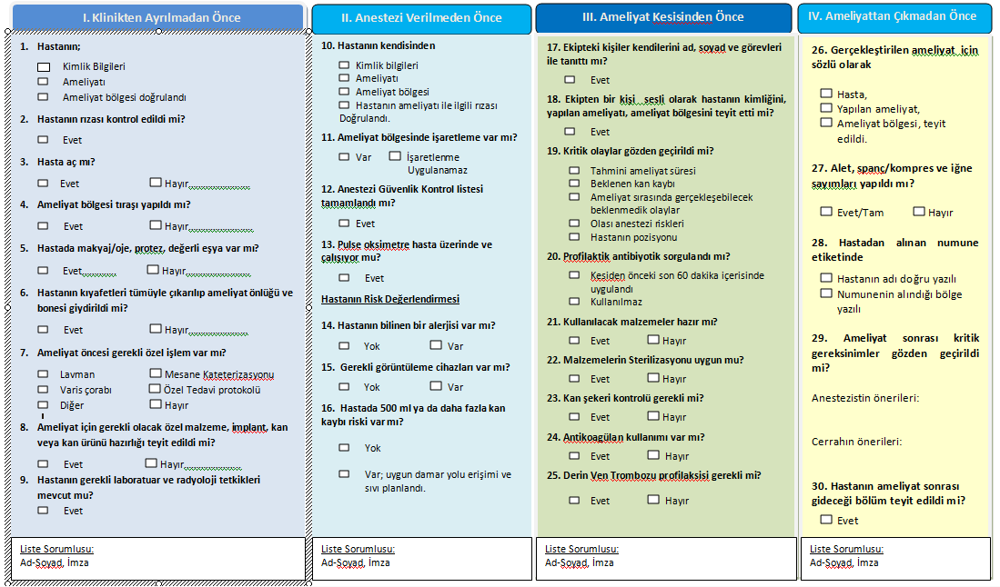 I. Klinikten Ayrılmadan Önce
1. Hastanın;
Kimlik Bilgileri
Ameliyatı
Ameliyat bölgesi doğrulandı
2. Hastanın rızası kontrol edildi mi?
Evet
3. Hasta aç mı?
Evet Hayır
4. Ameliyat bölgesi tıraşı yapıldı mı?
Evet Hayır
5. Hastada makyaj/oje, protez, değerli eşya var mı?
Evet Hayır
6. Hastanın kıyafetleri tümüyle çıkarılıp ameliyat önlüğü ve
bonesi giydirildi mi?
Evet Hayır
7. Ameliyat öncesi gerekli özel işlem var mı?
Lavman Mesane Kateterizasyonu
Varis çorabı Özel Tedavi protokolü
Diğer Hayır
8. Ameliyat için gerekli olacak özel malzeme, implant, kan
veya kan ürünü hazırlığı teyit edildi mi?
Evet Hayır
9. Hastanın gerekli laboratuar ve radyoloji tetkikleri
mevcut mu?
Evet
Liste Sorumlusu:
Ad-Soyad, İmza
II. Anestezi Verilmeden Önce
10. Hastanın kendisinden
Kimlik bilgileri
Ameliyatı
Ameliyat bölgesi
Hastanın ameliyatı ile ilgili rızası
Doğrulandı.
11. Ameliyat bölgesinde işaretleme var mı?
Var İşaretlenme
Uygulanamaz
12. Anestezi Güvenlik Kontrol listesi
tamamlandı mı?
Evet
13. Pulse oksimetre hasta üzerinde ve
çalışıyor mu?
Evet
Hastanın Risk Değerlendirmesi
14. Hastanın bilinen bir alerjisi var mı?
Yok Var
15. Gerekli görüntüleme cihazları var mı?
Yok Var
16. Hastada 500 ml ya da daha fazla kan
kaybı riski var mı?
Yok
Var; uygun damar yolu erişimi ve
sıvı planlandı.
Liste Sorumlusu:
Ad-Soyad, İmza
III. Ameliyat Kesisinden Önce
17. Ekipteki kişiler kendilerini ad, soyad ve görevleri
ile tanıttı mı?
Evet
18. Ekipten bir kişi sesli olarak hastanın kimliğini,
yapılan ameliyatı, ameliyat bölgesini teyit etti mi?
Evet
19. Kritik olaylar gözden geçirildi mi?
Tahmini ameliyat süresi
Beklenen kan kaybı
Ameliyat sırasında gerçekleşebilecek
beklenmedik olaylar
Olası anestezi riskleri
Hastanın pozisyonu
20. Profilaktik antibiyotik sorgulandı mı?
Kesiden önceki son 60 dakika içerisinde
uygulandı
Kullanılmaz
21. Kullanılacak malzemeler hazır mı?
Evet Hayır
22. Malzemelerin Sterilizasyonu uygun mu?
Evet Hayır
23. Kan şekeri kontrolü gerekli mi?
Evet Hayır
24. Antikoagülan kullanımı var mı?
Evet Hayır
25. Derin Ven Trombozu profilaksisi gerekli mi?
Evet Hayır
Liste Sorumlusu:
Ad-Soyad, İmza
IV. Ameliyattan Çıkmadan Önce
26. Gerçekleştirilen ameliyat için
sözlü olarak
Hasta,
Yapılan ameliyat,
Ameliyat bölgesi, teyit
edildi.
27. Alet, spanç/kompres ve iğne
sayımları yapıldı mı?
Evet/Tam Hayır
28. Hastadan alınan numune
etiketinde
Hastanın adı doğru yazılı
Numunenin alındığı bölge
yazılı
29. Ameliyat sonrası kritik
gereksinimler gözden geçirildi
mi?
Anestezistin önerileri:
Cerrahın önerileri:
30. Hastanın ameliyat sonrası
gideceği bölüm teyit edildi mi?
Evet
Liste Sorumlusu:
Ad-Soyad, İmza